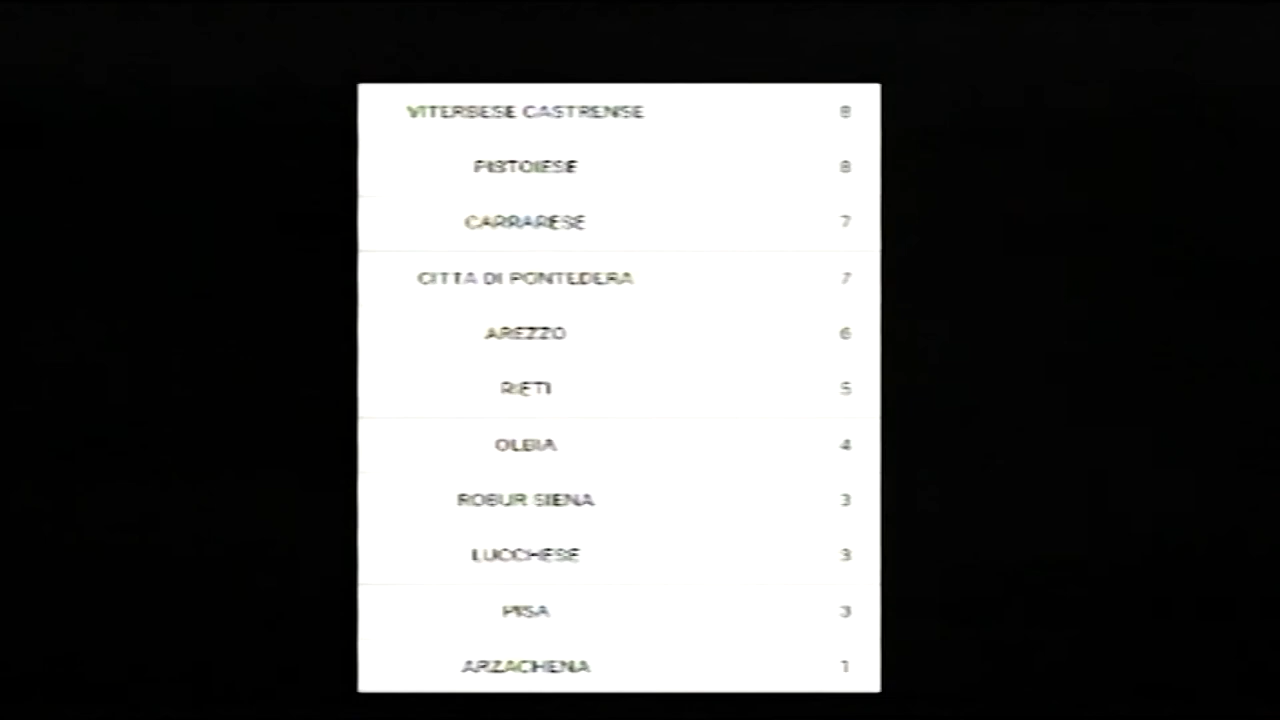 VITERBESE CASTRENSE 8
PISTOIESE 8
CARRARESE 7
CITTA DI PONTEDERA 7
AREZZO 6
RIETI 5
OLBIA 4
ROBUR SIENA 3
LUCCHESE 3
PISA 3
ARZACHENA 1